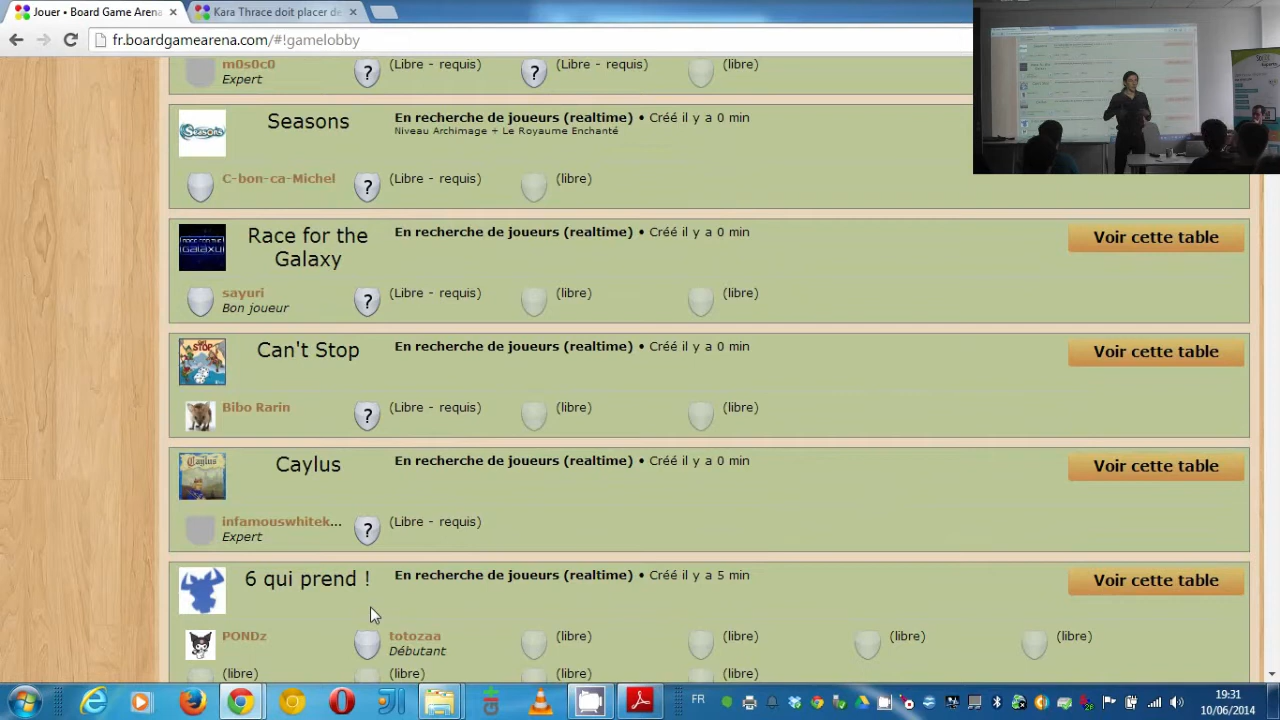 Jouer • Board Game Arena
Kara Thrace doit placer de
fr.boardgamearena.com/#!gamelobby
m0s0c0
Expert
(Libre - requis)
(Libre - requis)
(libre)
Seasons
Seasons
En recherche de joueurs (realtime) • Créé il y a 0 min
Niveau Archimage + Le Royaume Enchanté
C-bon-ca-Michel
(Libre - requis)
(libre)
Race for the
Galaxy
En recherche de joueurs (realtime) • Créé il y a 0 min
Voir cette table
sayuri
Bon joueur
(Libre - requis)
(libre)
(libre)
Can't Stop
En recherche de joueurs (realtime) • Créé il y a 0 min
Voir cette table
Bibo Rarin
(Libre - requis)
(libre)
(libre)
Caylus
Caylus
En recherche de joueurs (realtime) • Créé il y a 0 min
Voir cette table
infamouswhitek...
Expert
(Libre - requis)
6 qui prend !
En recherche de joueurs (realtime) • Créé il y a 5 min
Voir cette table
PONDz
totozaa
Débutant
(libre)
(libre)
(libre)
(libre)
(libre)
(libre)
FR
19:31
10/06/2014